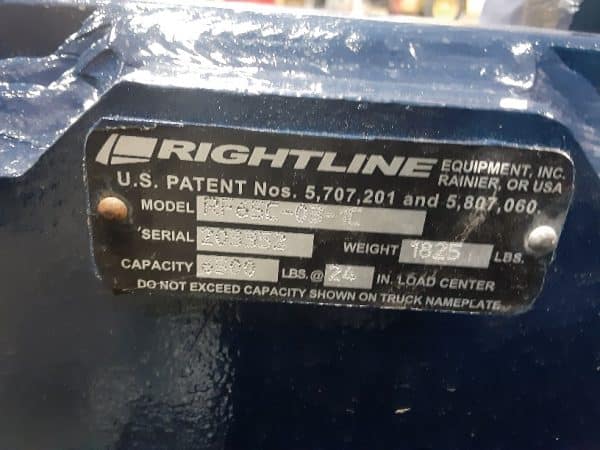 RIGHTLINE EQUIPMENT, INC.
RAINIER, OR USA
U.S. PATENT Nos. 5,707,201 and 5,807,060.
MODEL
SERIAL WEIGHT 1825 LBS.
CAPACITY LBS. @ 24 IN. LOAD CENTER
DO NOT EXCEED CAPACITY SHOWN ON TRUCK NAMEPLATE